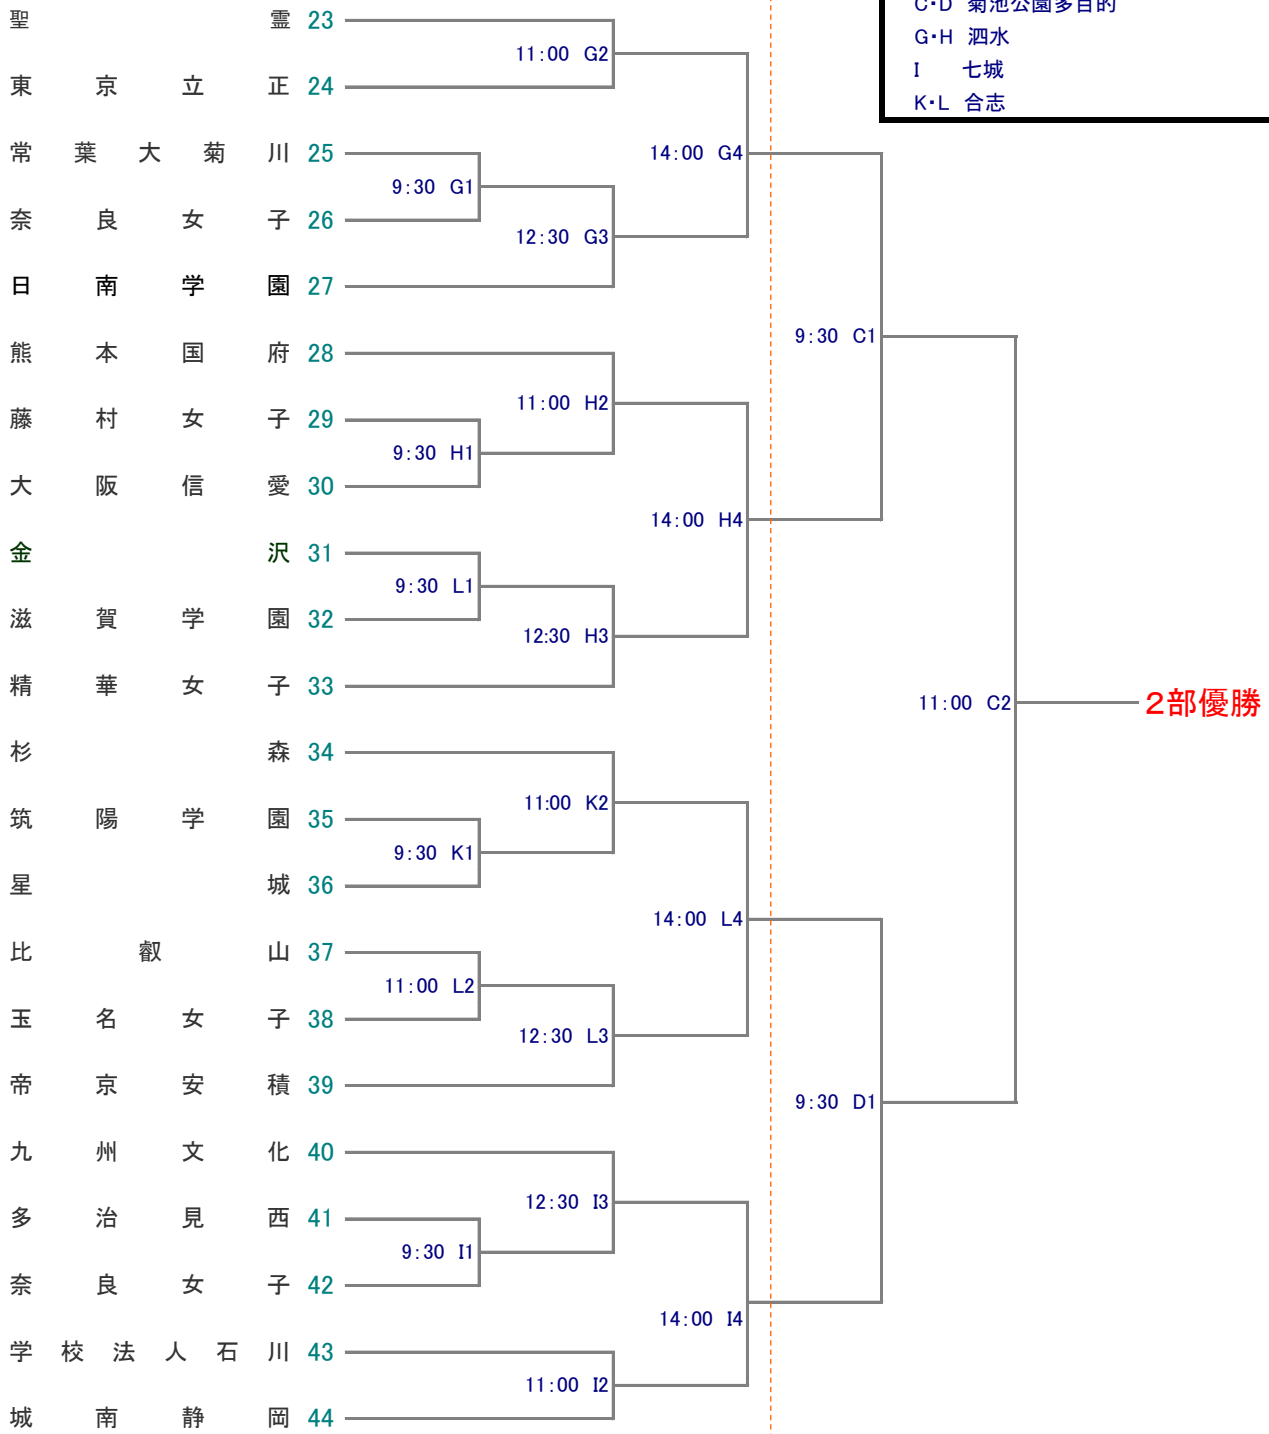 C・D 菊池公園多目的
G・H 泗水
I 七城
K・L 合志
聖霊 23
11:00 G2
東京立正 24
常葉大菊川 25
14:00 G4
9:30 G1
奈良女子 26
12:30 G3
日南学園 27
9:30 C1
熊本国府 28
11:00 H2
藤村女子 29
9:30 H1
大阪信愛 30
14:00 H4
金沢 31
9:30 L1
滋賀学園 32
12:30 H3
精華女子 33
11:00 C2
2部優勝
杉森 34
11:00 K2
筑陽学園 35
9:30 K1
星城 36
14:00 L4
比叡山 37
11:00 L2
玉名女子 38
12:30 L3
帝京安積 39
9:30 D1
九州文化 40
12:30 I3
多治見西 41
9:30 I1
奈良女子 42
14:00 I4
学校法人石川 43
11:00 I2
城南静岡 44